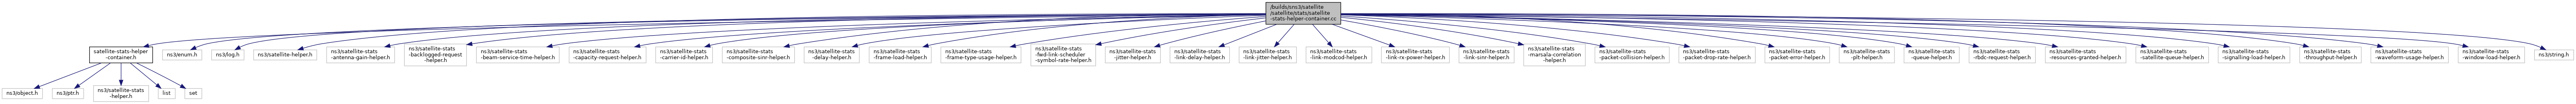 /builds/sns3/satellite
/satellite/stats/satellite
-stats-helper-container.cc
satellite-stats-helper
-container.h
ns3/enum.h
ns3/log.h
ns3/satellite-helper.h
ns3/satellite-stats
-antenna-gain-helper.h
ns3/satellite-stats
-backlogged-request
-helper.h
ns3/satellite-stats
-beam-service-time-helper.h
ns3/satellite-stats
-capacity-request-helper.h
ns3/satellite-stats
-carrier-id-helper.h
ns3/satellite-stats
-composite-sinr-helper.h
ns3/satellite-stats
-delay-helper.h
ns3/satellite-stats
-frame-load-helper.h
ns3/satellite-stats
-frame-type-usage-helper.h
ns3/satellite-stats
-fwd-link-scheduler
-symbol-rate-helper.h
ns3/satellite-stats
-jitter-helper.h
ns3/satellite-stats
-link-delay-helper.h
ns3/satellite-stats
-link-jitter-helper.h
ns3/satellite-stats
-link-modcod-helper.h
ns3/satellite-stats
-link-rx-power-helper.h
ns3/satellite-stats
-link-sinr-helper.h
ns3/satellite-stats
-marsala-correlation
-helper.h
ns3/satellite-stats
-packet-collision-helper.h
ns3/satellite-stats
-packet-drop-rate-helper.h
ns3/satellite-stats
-packet-error-helper.h
ns3/satellite-stats
-plt-helper.h
ns3/satellite-stats
-queue-helper.h
ns3/satellite-stats
-rbdc-request-helper.h
ns3/satellite-stats
-resources-granted-helper.h
ns3/satellite-stats
-satellite-queue-helper.h
ns3/satellite-stats
-signalling-load-helper.h
ns3/satellite-stats
-throughput-helper.h
ns3/satellite-stats
-waveform-usage-helper.h
ns3/satellite-stats
-window-load-helper.h
ns3/string.h
ns3/object.h
ns3/ptr.h
ns3/satellite-stats
-helper.h
list
set